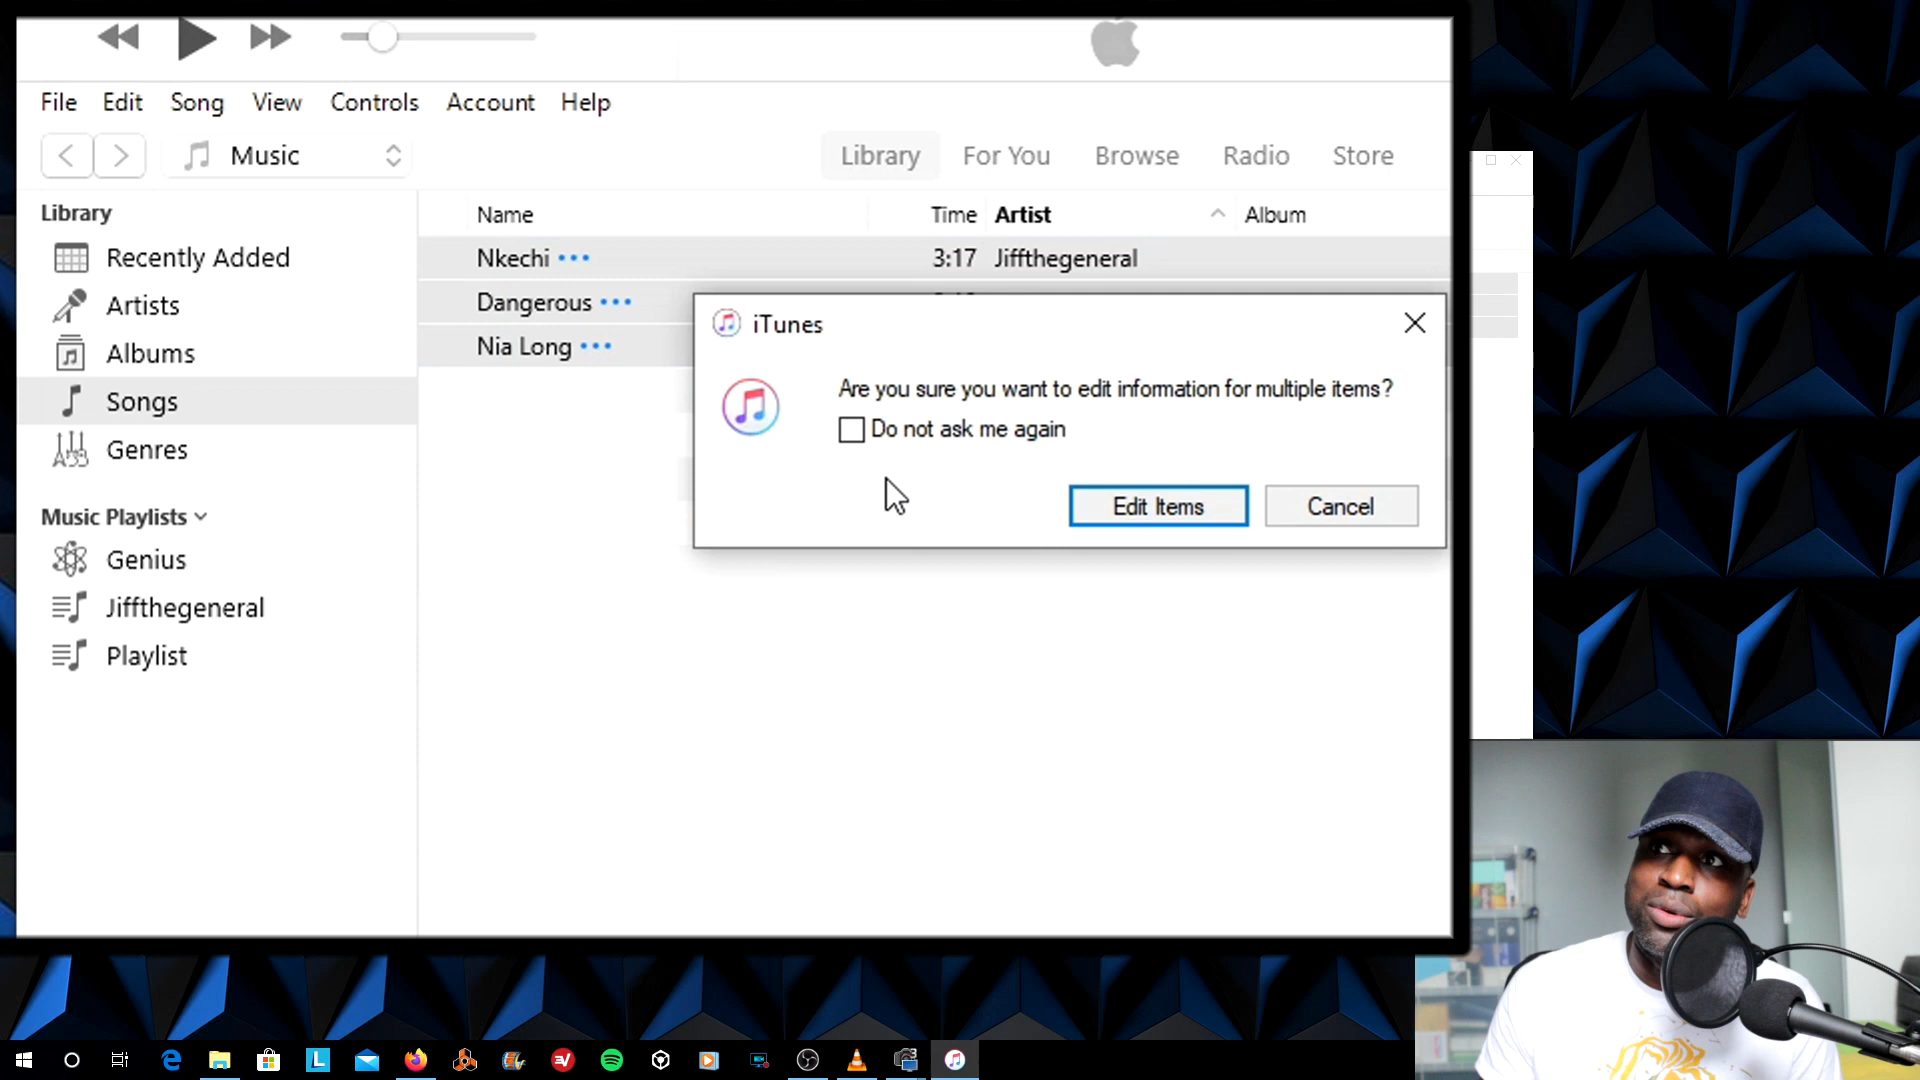 File Edit Song View Controls Account Help
Music
Library For You Browse Radio Store
Library
Recently Added
Artists
Albums
Songs
Genres
Music Playlists
Genius
Jiffthegeneral
Playlist
Name Time Artist Album
Nkechi ••• 3:17 Jiffthegeneral
Dangerous •••
Nia Long •••
iTunes
Are you sure you want to edit information for multiple items?
Do not ask me again
Edit Items Cancel